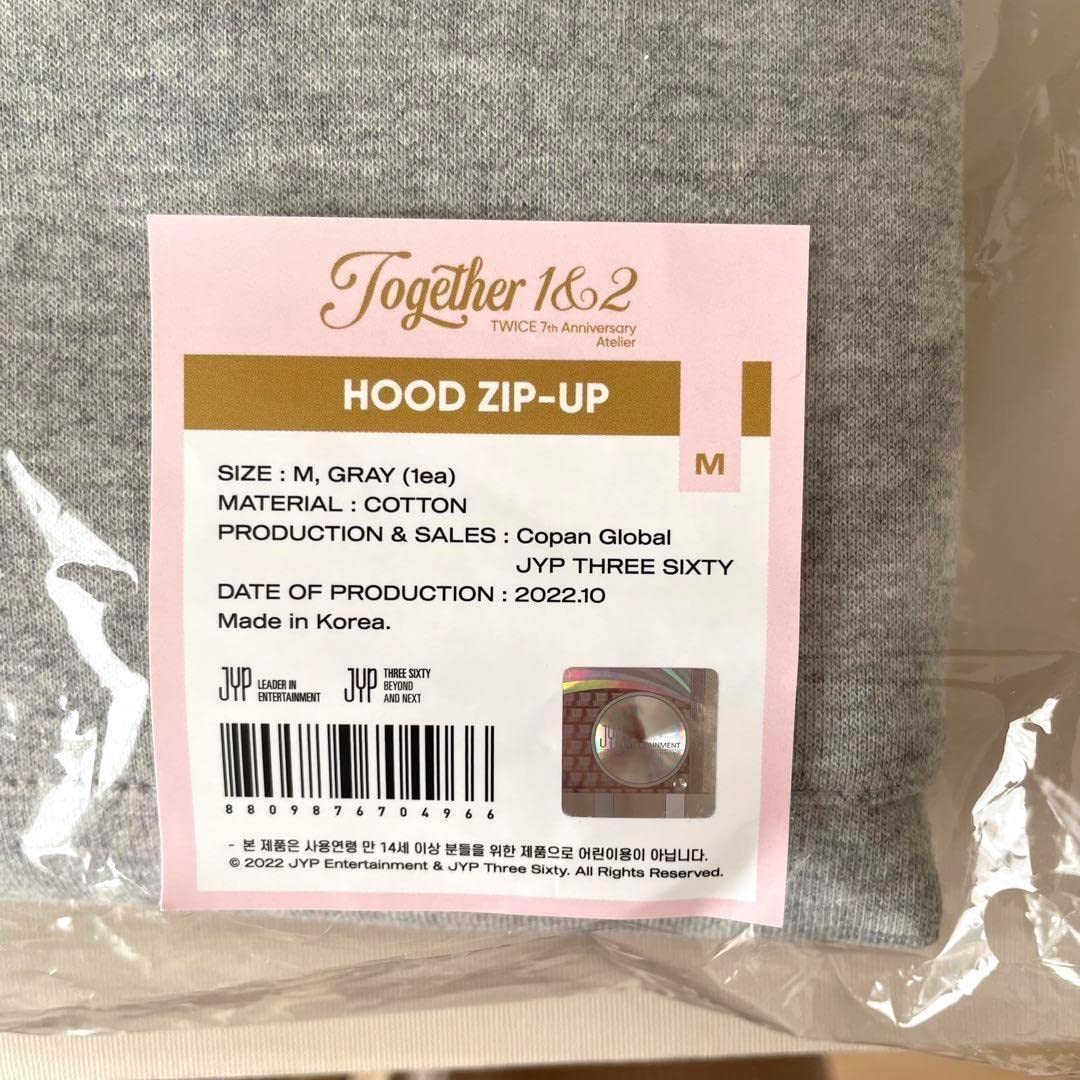 Together 1&2
TWICE 7th Anniversary
Atelier
HOOD ZIP-UP
M
SIZE : M, GRAY (1ea)
MATERIAL : COTTON
PRODUCTION & SALES : Copan Global
JYP THREE SIXTY
DATE OF PRODUCTION : 2022.10
Made in Korea.
JYP LEADER IN ENTERTAINMENT
JYP THREE SIXTY BEYOND AND NEXT
JYP ENTERTAINMENT
8809876704966
- 본 제품은 사용연령 만 14세 이상 분들을 위한 제품으로 어린이용이 아닙니다.
© 2022 JYP Entertainment & JYP Three Sixty. All Rights Reserved.